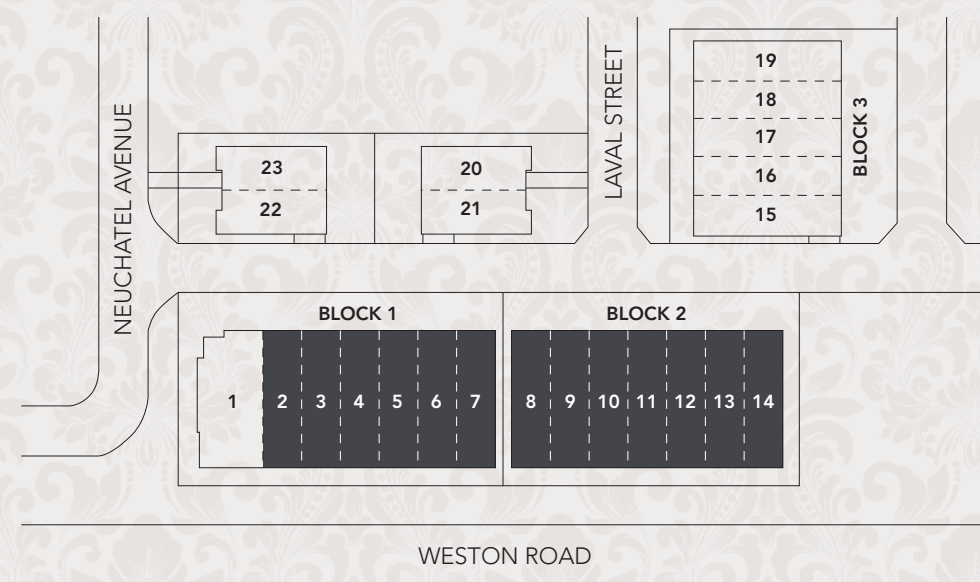 NEUCHATEL AVENUE
23
22
20
21
LAVAL STREET
19
18
17
16
15
BLOCK 3
BLOCK 1
1 2 3 4 5 6 7
BLOCK 2
8 9 10 11 12 13 14
WESTON ROAD